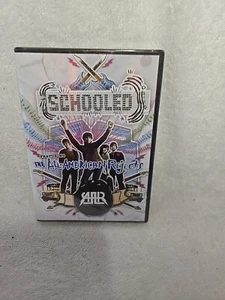 SCHOOLED
THE ALL-AMERICAN REJECTS
AAR